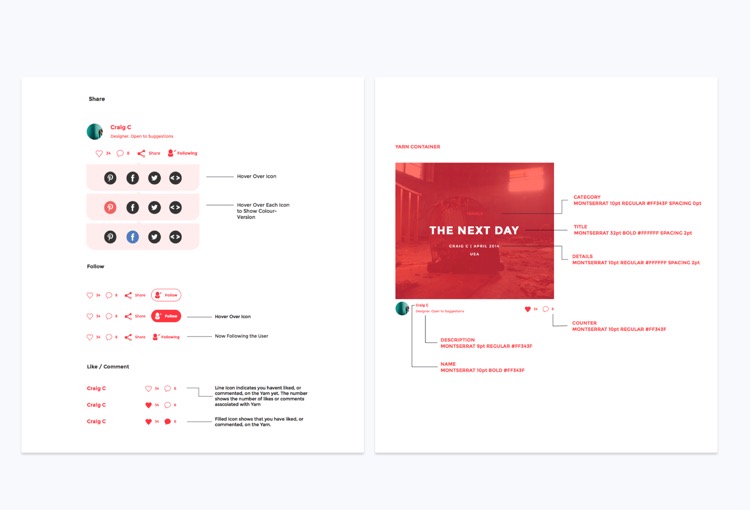 Share
Craig C
Designer. Open to Suggestions
34 8 Share Following
Hover Over Icon
Hover Over Each Icon
to Show Colour-
Version
Follow
34 8 Share Follow
34 8 Share Follow
Hover Over Icon
34 8 Share Following
Now Following the User
Like / Comment
Craig C 34 8
Line icon indicates you havent liked, or
commented, on the Yarn yet. The number
shows the number of likes or comments
asscoiated with Yarn
Craig C 34 8
Craig C 34 8
Filled icon shows that you have liked, or
commented, on the Yarn.
YARN CONTAINER
THE NEXT DAY
CRAIG C | APRIL 2014
USA
Craig C
Designer. Open to Suggestions
34 8
CATEGORY
MONTSERRAT 10pt REGULAR #FF343F SPACING 0pt
TITLE
MONTSERRAT 32pt BOLD #FFFFFF SPACING 2pt
DETAILS
MONTSERRAT 10pt REGULAR #FFFFFF SPACING 2pt
COUNTER
MONTSERRAT 10pt REGULAR #FF343F
DESCRIPTION
MONTSERRAT 9pt REGULAR #FF343F
NAME
MONTSERRAT 10pt BOLD #FF343F